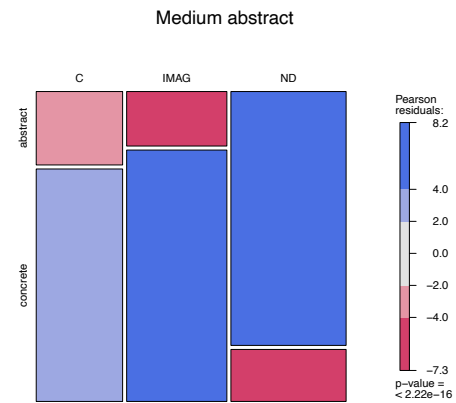 Medium abstract
C IMAG ND
abstract
concrete
Pearson
residuals:
8.2
4.0
2.0
0.0
−2.0
−4.0
−7.3
p−value =
< 2.22e−16